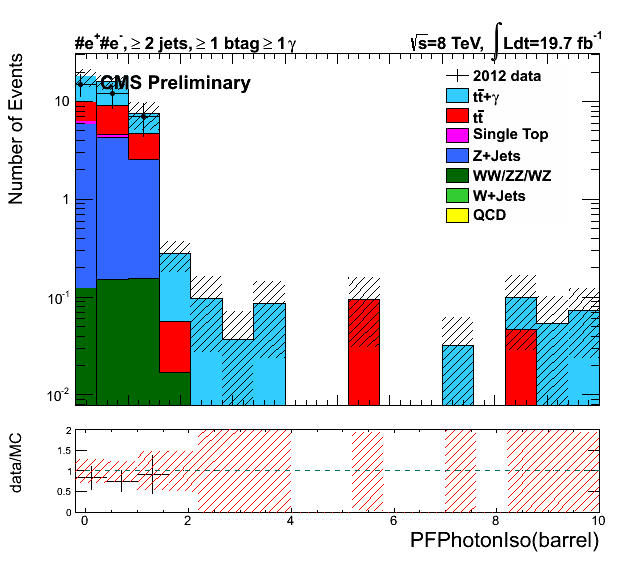 #e⁺#e⁻, ≥ 2 jets, ≥ 1 btag ≥ 1 γ
√s=8 TeV, ∫Ldt=19.7 fb⁻¹
CMS Preliminary
2012 data
tt̄+γ
tt̄
Single Top
Z+Jets
WW/ZZ/WZ
W+Jets
QCD
Number of Events
10
1
10⁻¹
10⁻²
data/MC
2
1.5
1
0.5
0
0 2 4 6 8 10
PFPhotonIso(barrel)